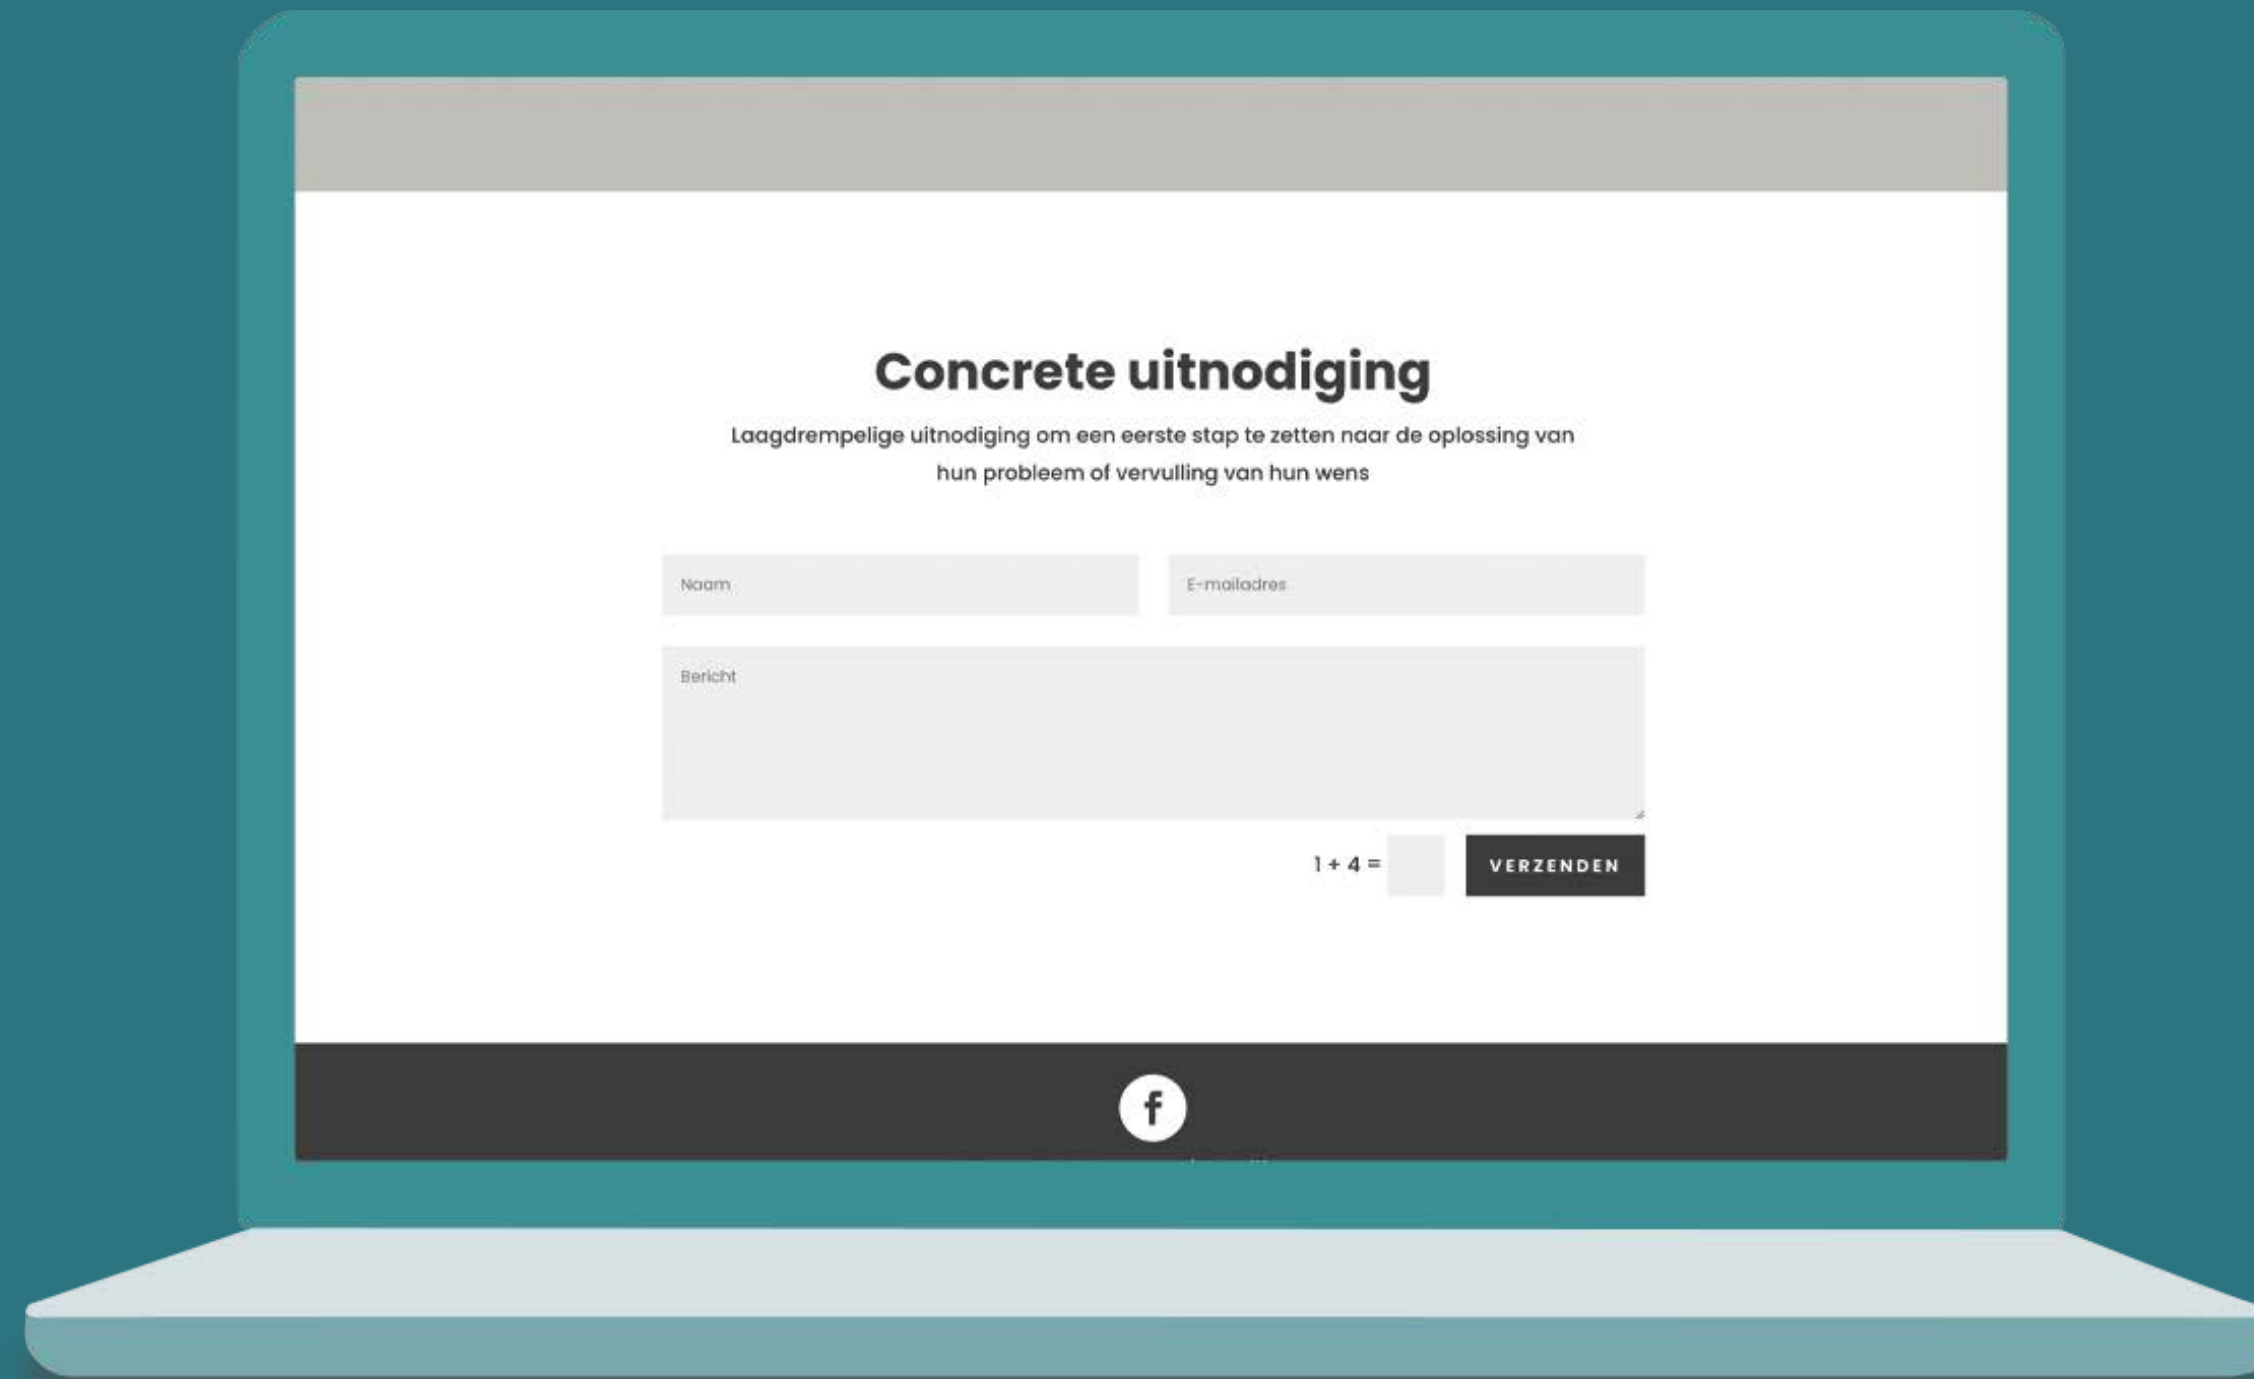 Concrete uitnodiging
Laagdrempelige uitnodiging om een eerste stap te zetten naar de oplossing van
hun probleem of vervulling van hun wens
Naam
E-mailadres
Bericht
1 + 4 =
VERZENDEN
f